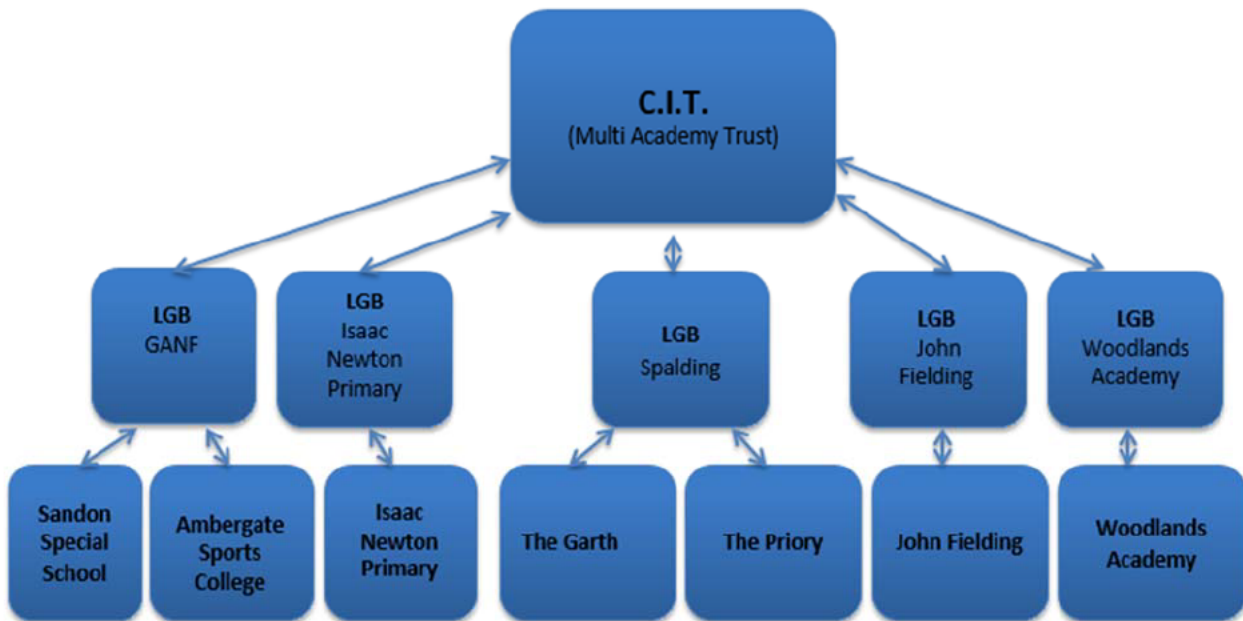 C.I.T.
(Multi Academy Trust)
LGB
GANF
LGB
Isaac
Newton
Primary
LGB
Spalding
LGB
John
Fielding
LGB
Woodlands
Academy
Sandon
Special
School
Ambergate
Sports
College
Isaac
Newton
Primary
The Garth
The Priory
John Fielding
Woodlands
Academy